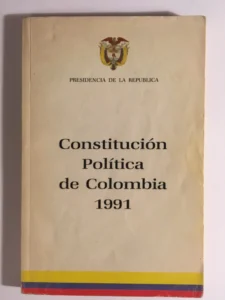 PRESIDENCIA DE LA REPUBLICA
Constitución
Política
de Colombia
1991